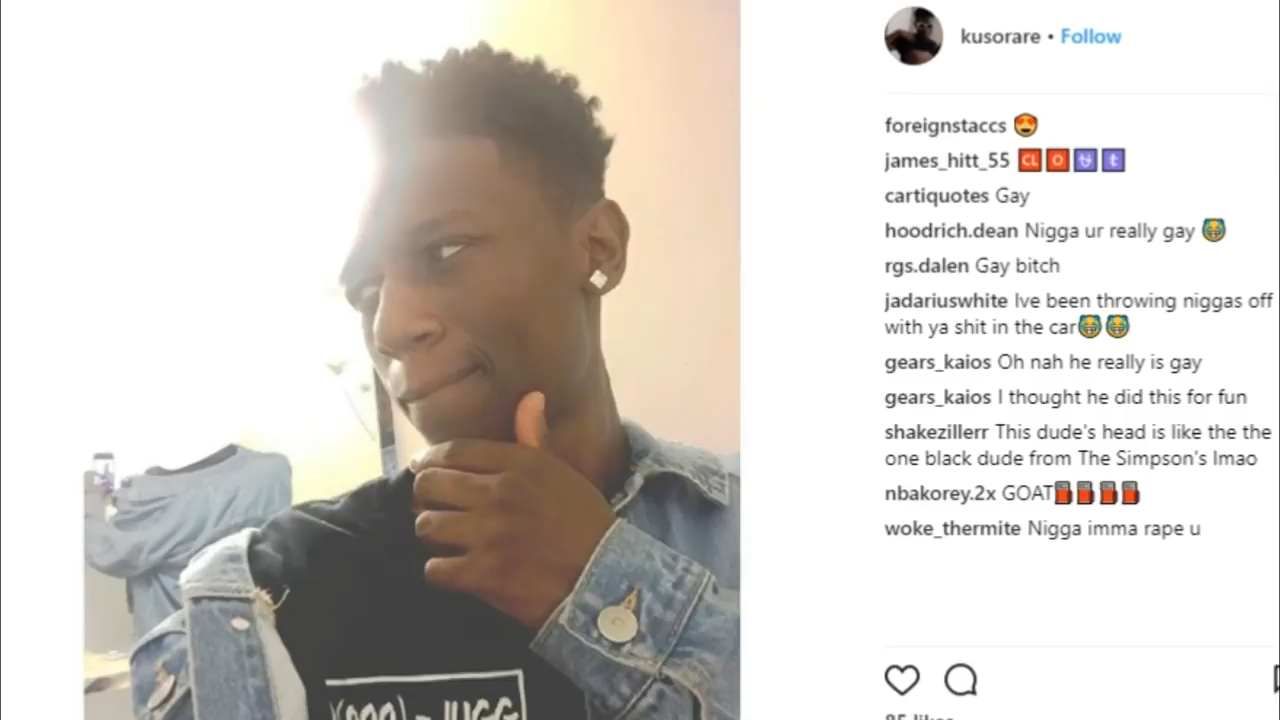 kusorare • Follow
foreignstaccs 😍
james_hitt_55 🆑🅾⛎✝
cartiquotes Gay
hoodrich.dean Nigga ur really gay 😹
rgs.dalen Gay bitch
jadariuswhite Ive been throwing niggas off
with ya shit in the car😹😹
gears_kaios Oh nah he really is gay
gears_kaios I thought he did this for fun
shakezillerr This dude's head is like the the
one black dude from The Simpson's lmao
nbakorey.2x GOAT⛽⛽⛽⛽
woke_thermite Nigga imma rape u
85 likes